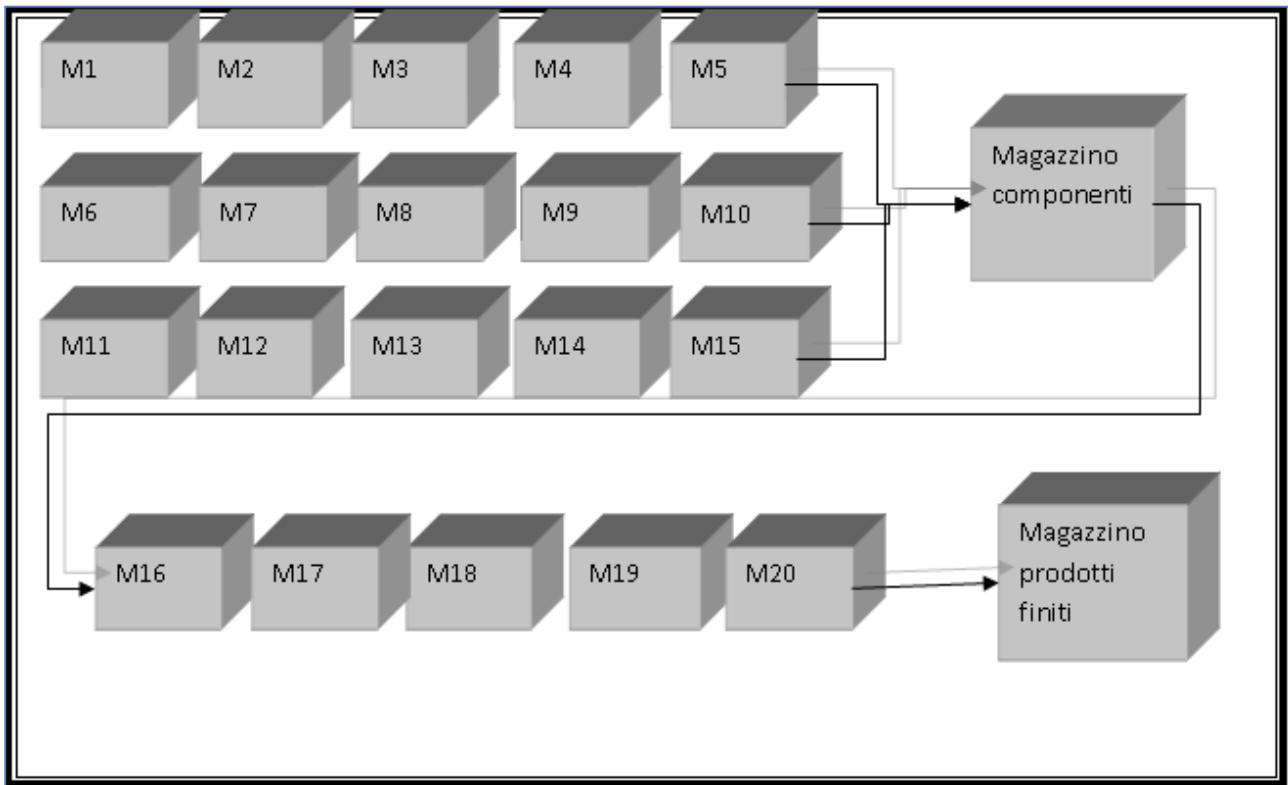 M1 M2 M3 M4 M5
Magazzino
componenti
M6 M7 M8 M9 M10
M11 M12 M13 M14 M15
M16 M17 M18 M19 M20
Magazzino
prodotti
finiti